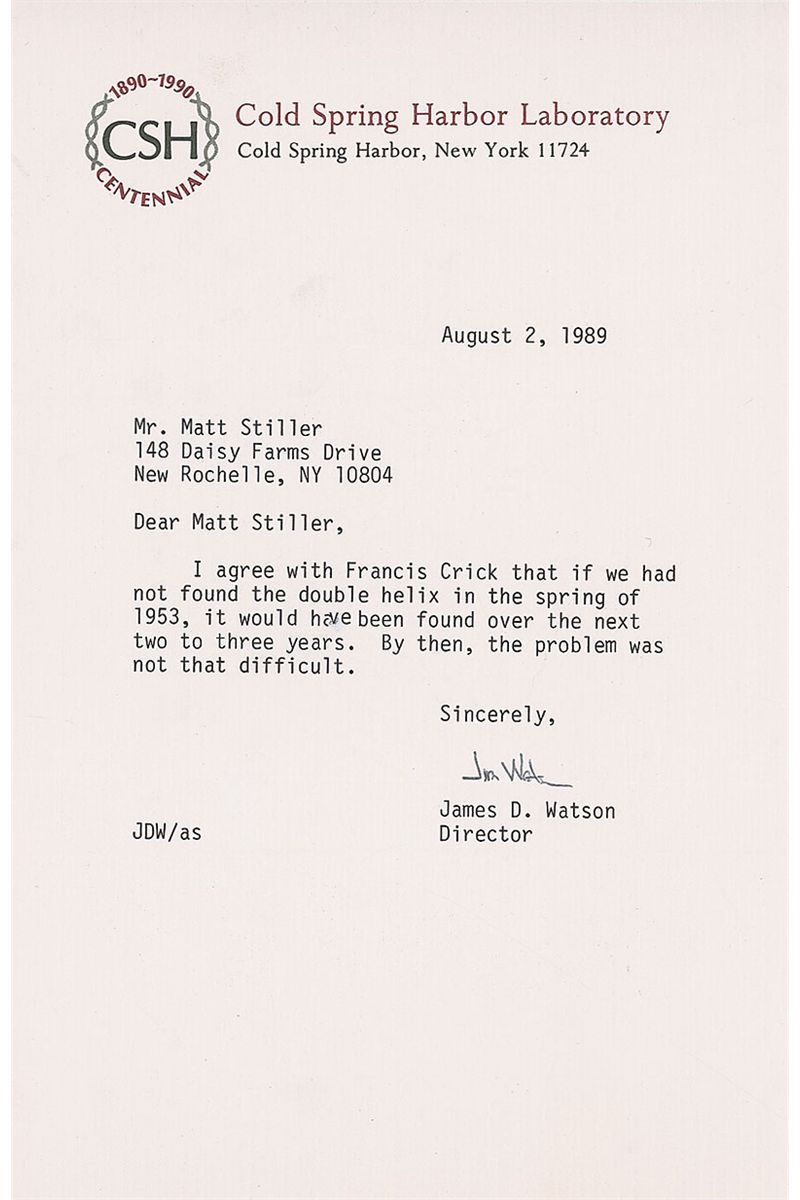 1890~1990
CSH
CENTENNIAL
Cold Spring Harbor Laboratory
Cold Spring Harbor, New York 11724
August 2, 1989
Mr. Matt Stiller
148 Daisy Farms Drive
New Rochelle, NY 10804
Dear Matt Stiller,
I agree with Francis Crick that if we had
not found the double helix in the spring of
1953, it would have been found over the next
two to three years.  By then, the problem was
not that difficult.
Sincerely,
Jim Watson
James D. Watson
JDW/as
Director